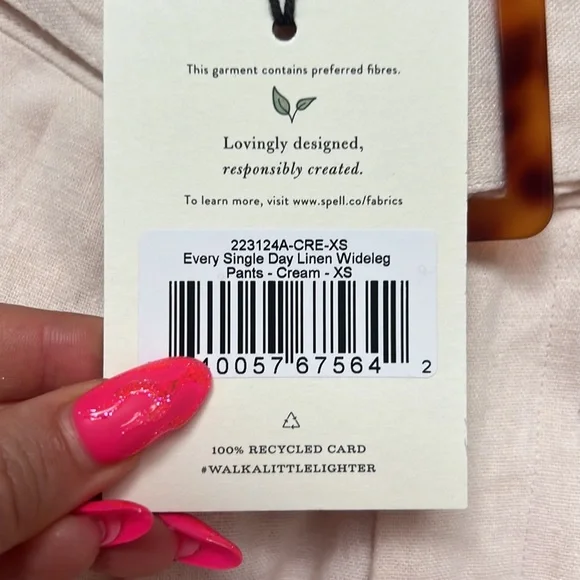 This garment contains preferred fibres.
Lovingly designed,
responsibly created.
To learn more, visit www.spell.co/fabrics
223124A-CRE-XS
Every Single Day Linen Wideleg
Pants - Cream - XS
0057 67564 2
100% RECYCLED CARD
#WALKALITTLELIGHTER